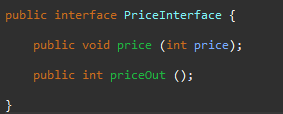 public interface PriceInterface {
public void price (int price);
public int priceOut ();
}